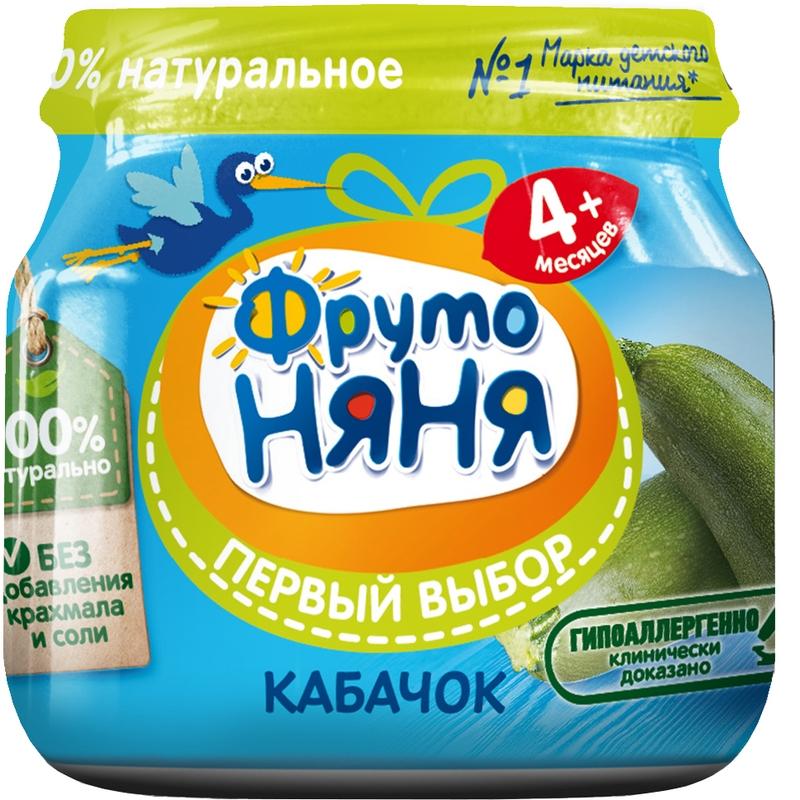 0% натуральное
№1 Марка детского
питания*
4+
месяцев
Фруто
НЯНЯ
ПЕРВЫЙ ВЫБОР
00%
турально
БЕЗ
добавления
крахмала
и соли
ГИПОАЛЛЕРГЕННО
клинически
доказано
КАБАЧОК